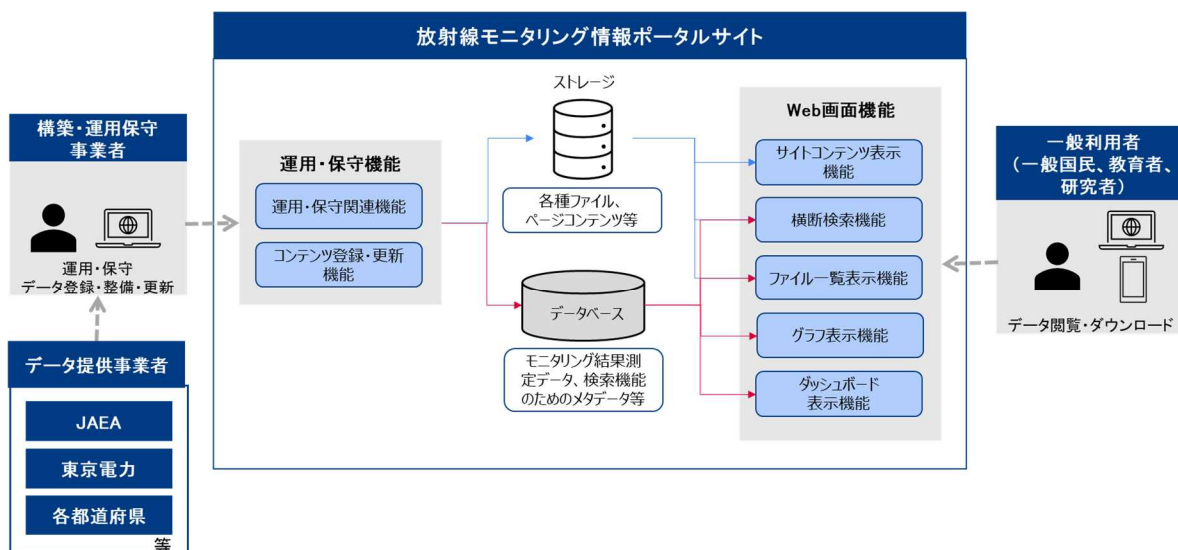 放射線モニタリング情報ポータルサイト
構築・運用保守
事業者
運用・保守
データ登録・整備・更新
データ提供事業者
JAEA
東京電力
各都道府県
等
運用・保守機能
運用・保守関連機能
コンテンツ登録・更新
機能
ストレージ
各種ファイル、
ページコンテンツ等
データベース
モニタリング結果測
定データ、検索機能
のためのメタデータ等
Web画面機能
サイトコンテンツ表示
機能
横断検索機能
ファイル一覧表示機能
グラフ表示機能
ダッシュボード
表示機能
一般利用者
（一般国民、教育者、
研究者）
データ閲覧・ダウンロード